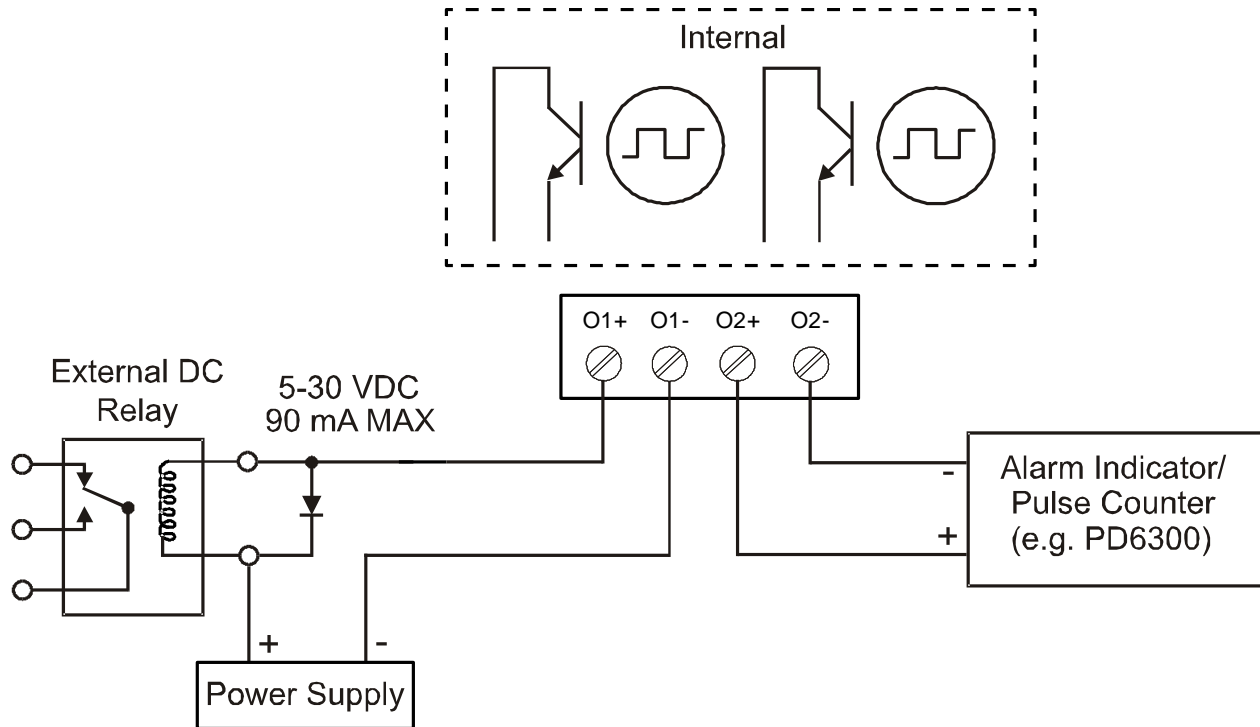 Internal
O1+ O1- O2+ O2-
External DC
Relay
5-30 VDC
90 mA MAX
-
+
Alarm Indicator/
Pulse Counter
(e.g. PD6300)
+ -
Power Supply